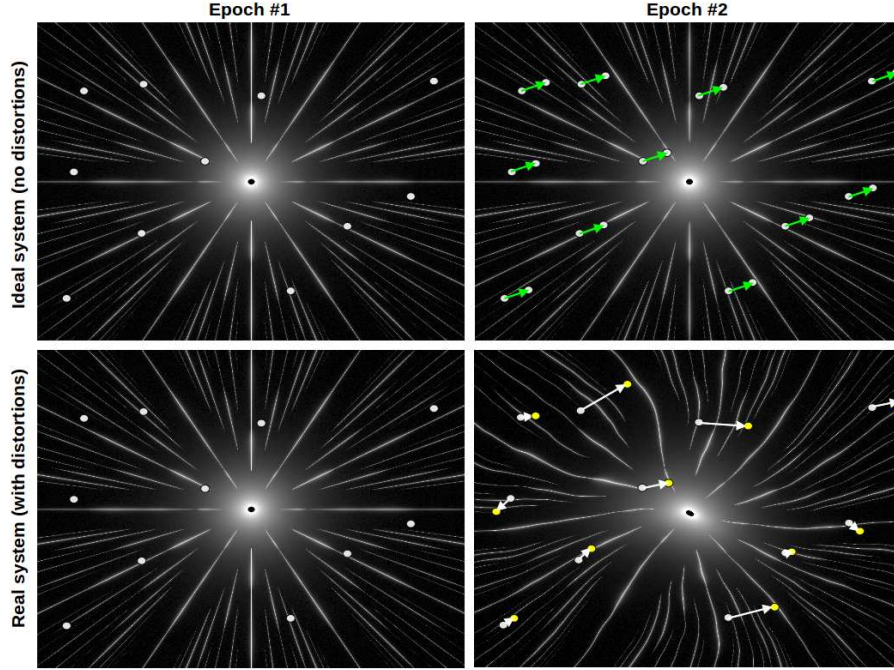 Epoch #1
Epoch #2
Ideal system (no distortions)
Real system (with distortions)